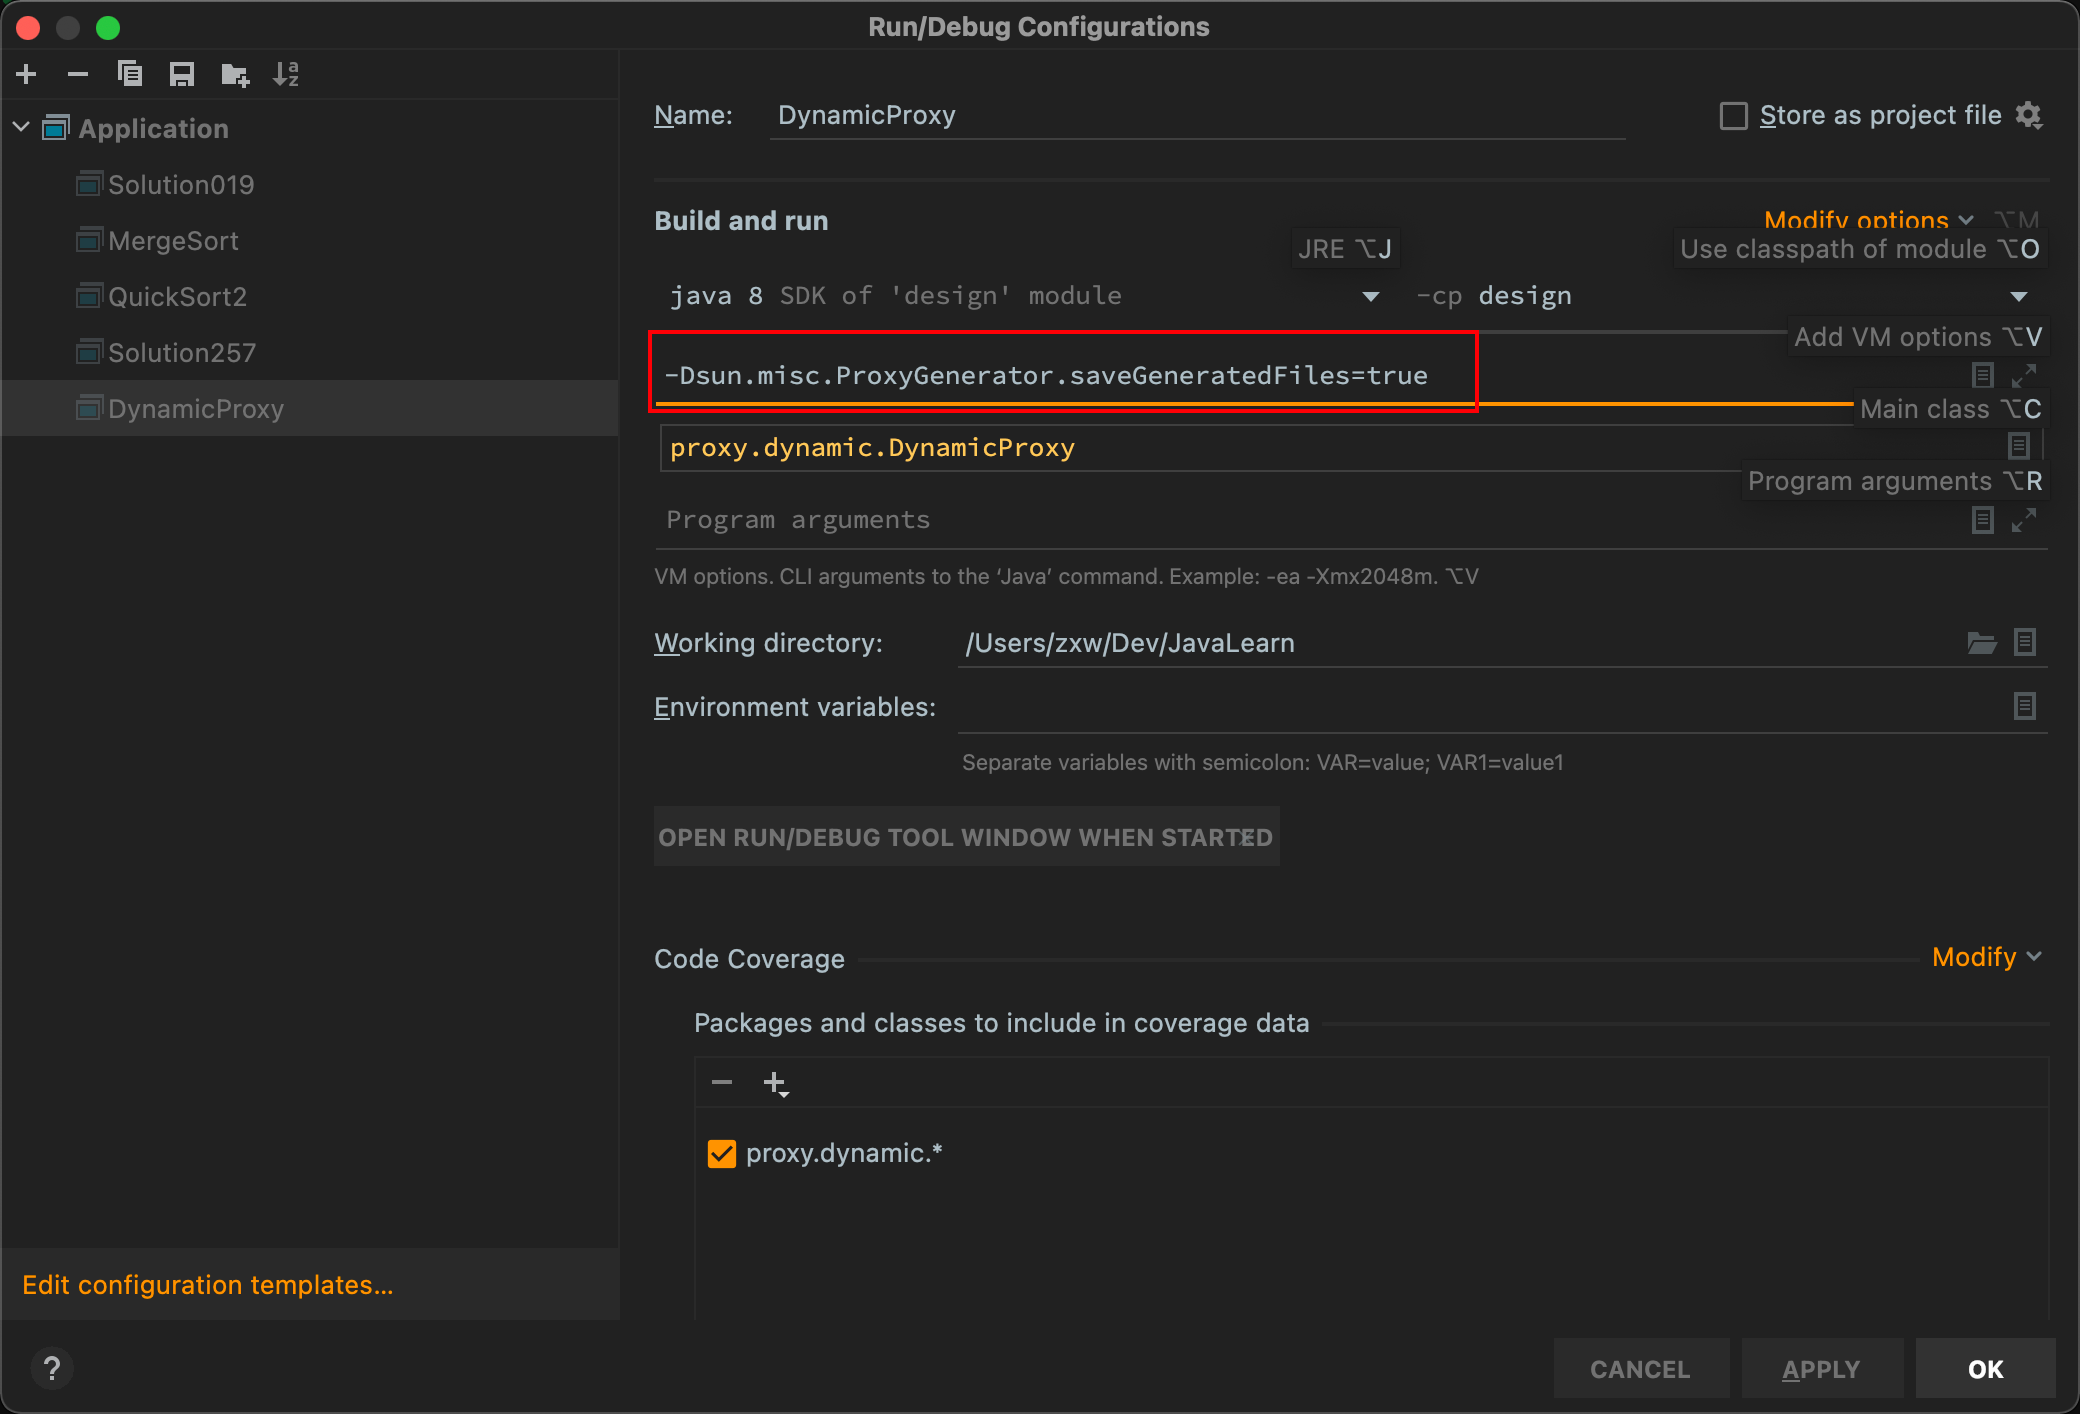 Run/Debug Configurations
Application
Solution019
MergeSort
QuickSort2
Solution257
DynamicProxy
Edit configuration templates...
?
Name: DynamicProxy
Store as project file
Build and run
Modify options ⌥M
JRE ⌥J
Use classpath of module ⌥O
java 8 SDK of 'design' module
-cp design
Add VM options ⌥V
-Dsun.misc.ProxyGenerator.saveGeneratedFiles=true
Main class ⌥C
proxy.dynamic.DynamicProxy
Program arguments ⌥R
Program arguments
VM options. CLI arguments to the ‘Java’ command. Example: -ea -Xmx2048m. ⌥V
Working directory: /Users/zxw/Dev/JavaLearn
Environment variables:
Separate variables with semicolon: VAR=value; VAR1=value1
OPEN RUN/DEBUG TOOL WINDOW WHEN STARTED
Code Coverage
Modify
Packages and classes to include in coverage data
proxy.dynamic.*
CANCEL
APPLY
OK